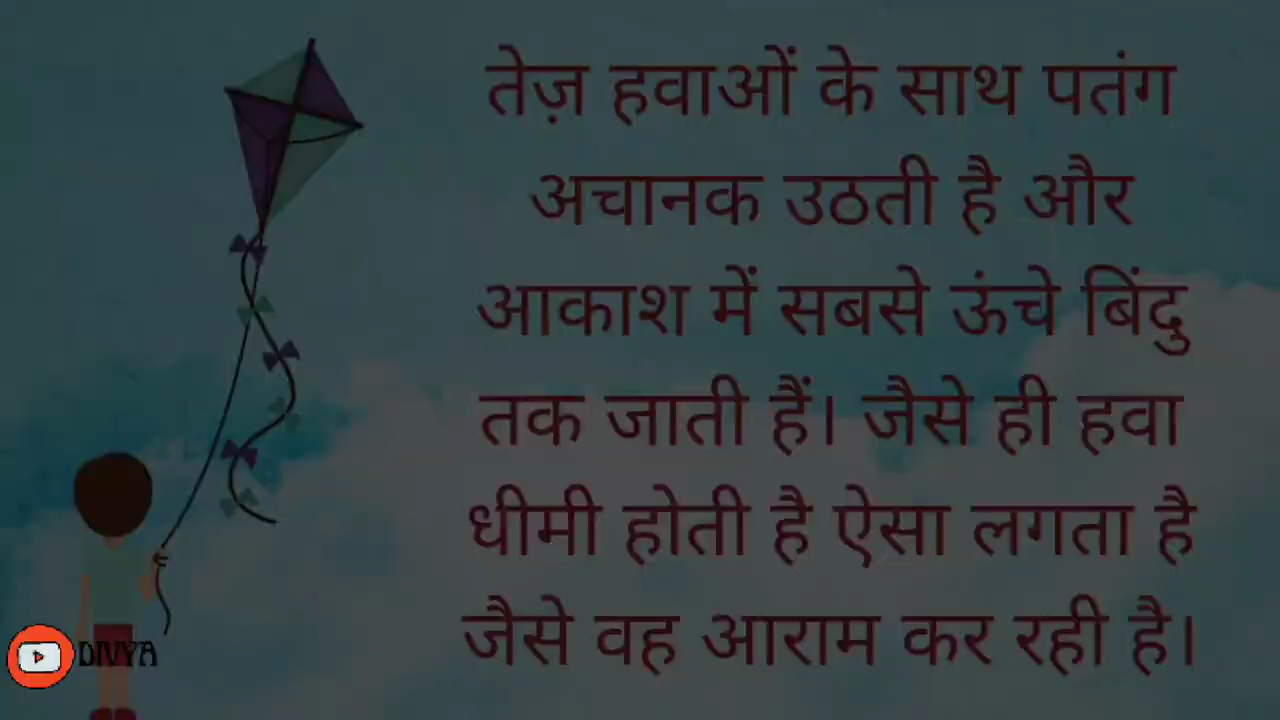 तेज़ हवाओं के साथ पतंग
अचानक उठती है और
आकाश में सबसे ऊंचे बिंदु
तक जाती हैं। जैसे ही हवा
धीमी होती है ऐसा लगता है
जैसे वह आराम कर रही है।
DIVYA